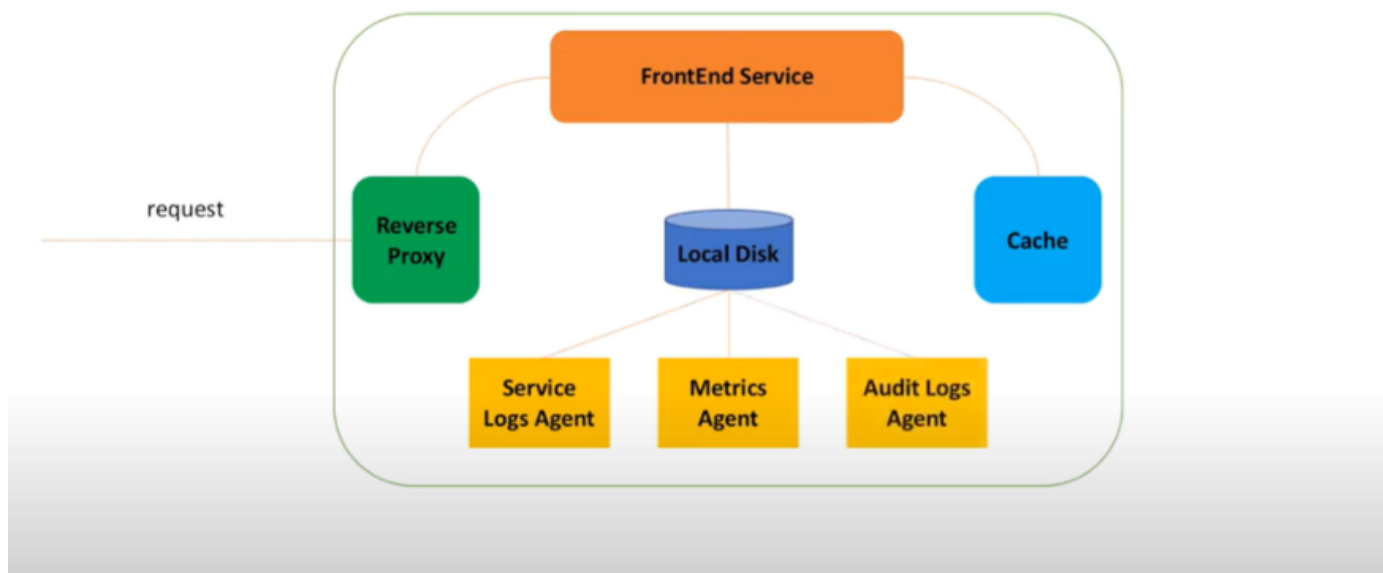 FrontEnd Service
request
Reverse
Proxy
Local Disk
Cache
Service
Logs Agent
Metrics
Agent
Audit Logs
Agent